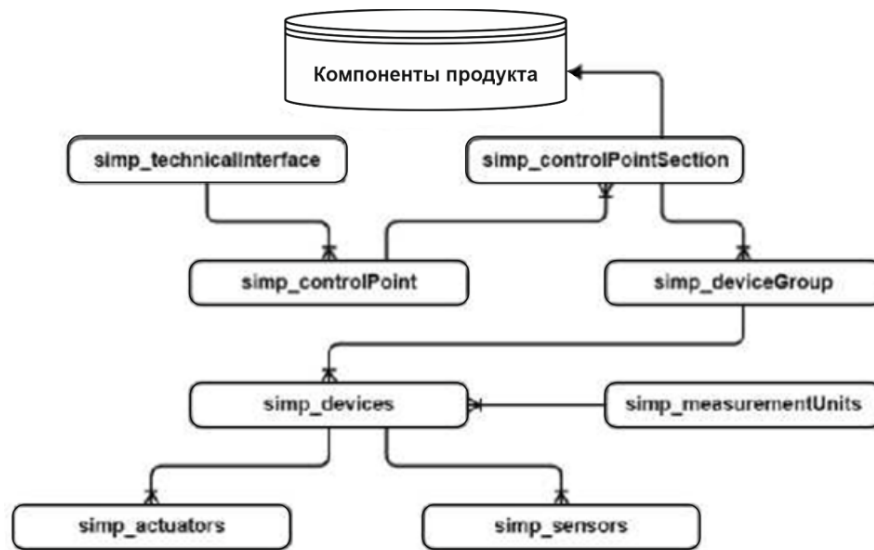 Компоненты продукта
simp_technicalInterface
simp_controlPointSection
simp_controlPoint
simp_deviceGroup
simp_devices
simp_measurementUnits
simp_actuators
simp_sensors